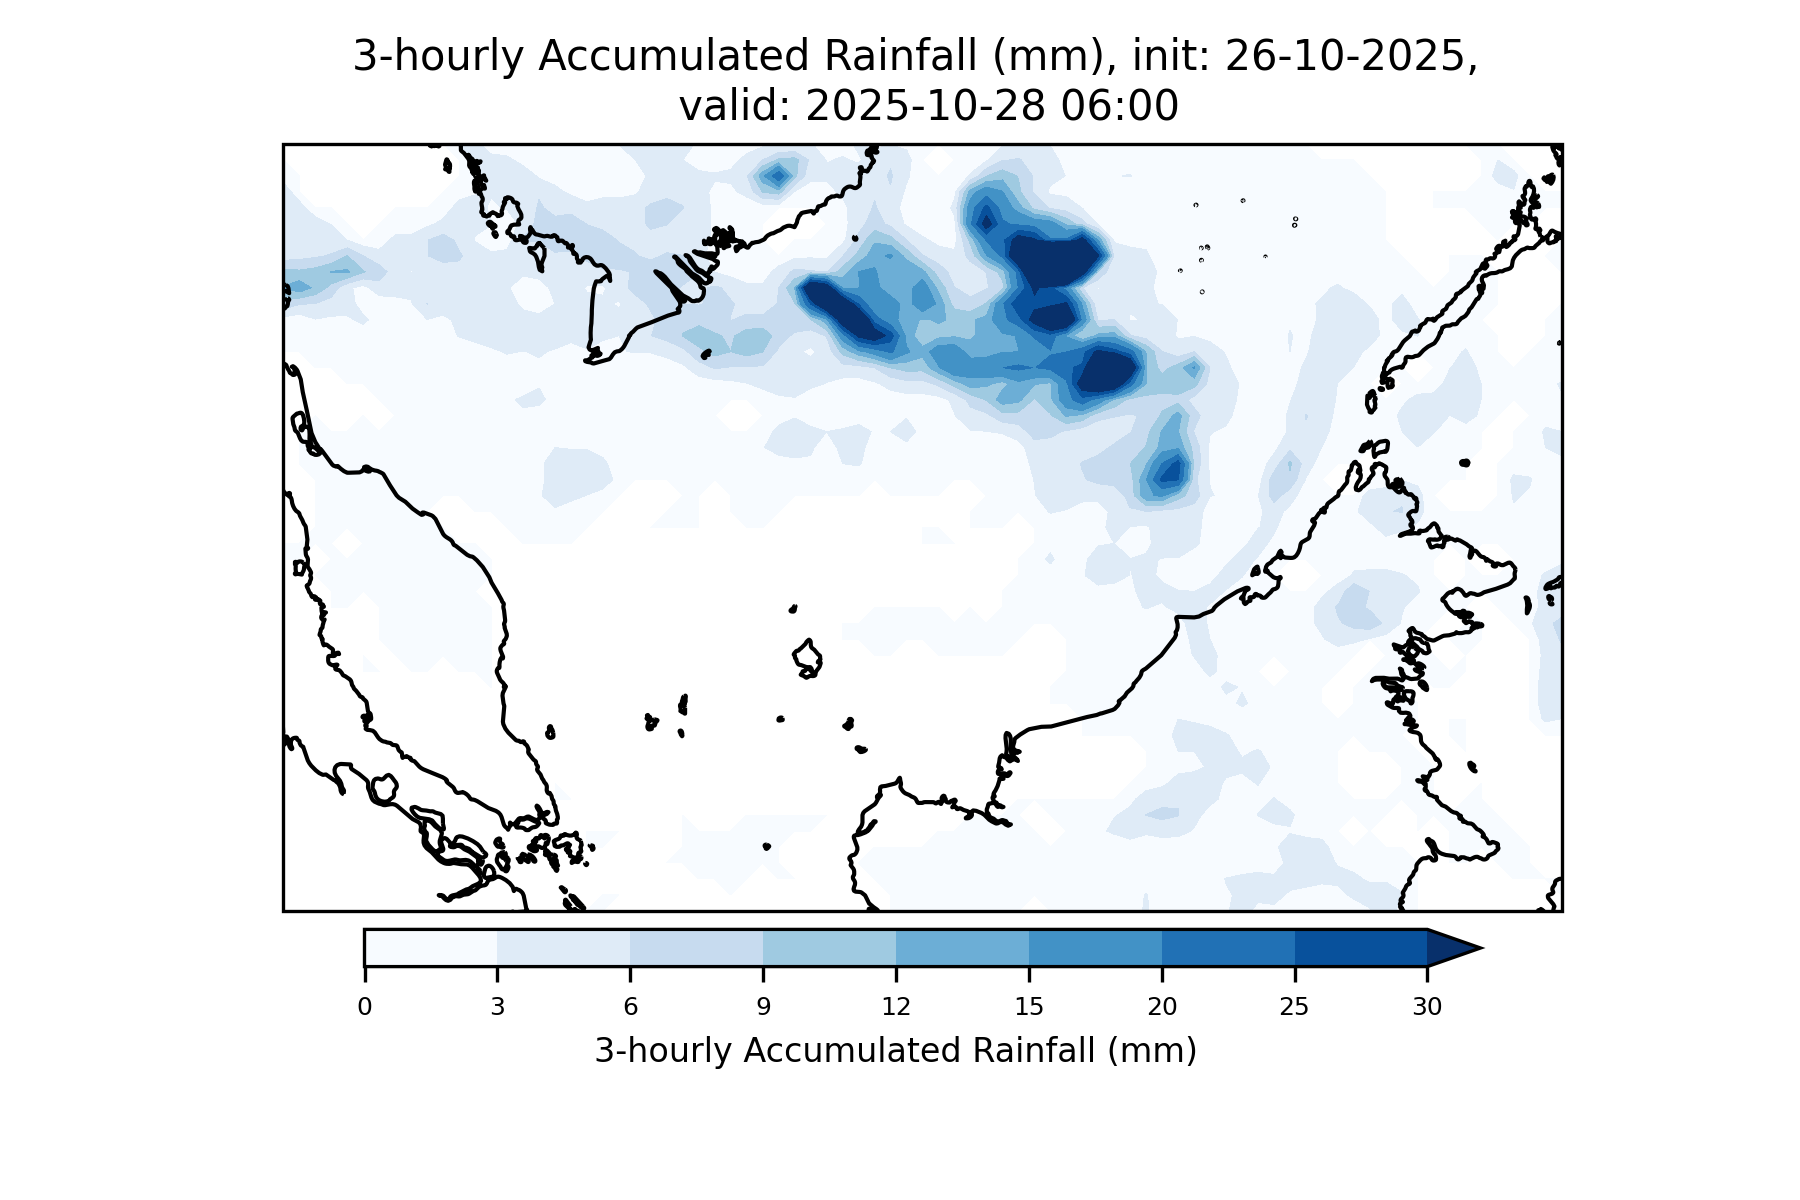 3-hourly Accumulated Rainfall (mm), init: 26-10-2025,
valid: 2025-10-28 06:00
0 3 6 9 12 15 20 25 30
3-hourly Accumulated Rainfall (mm)